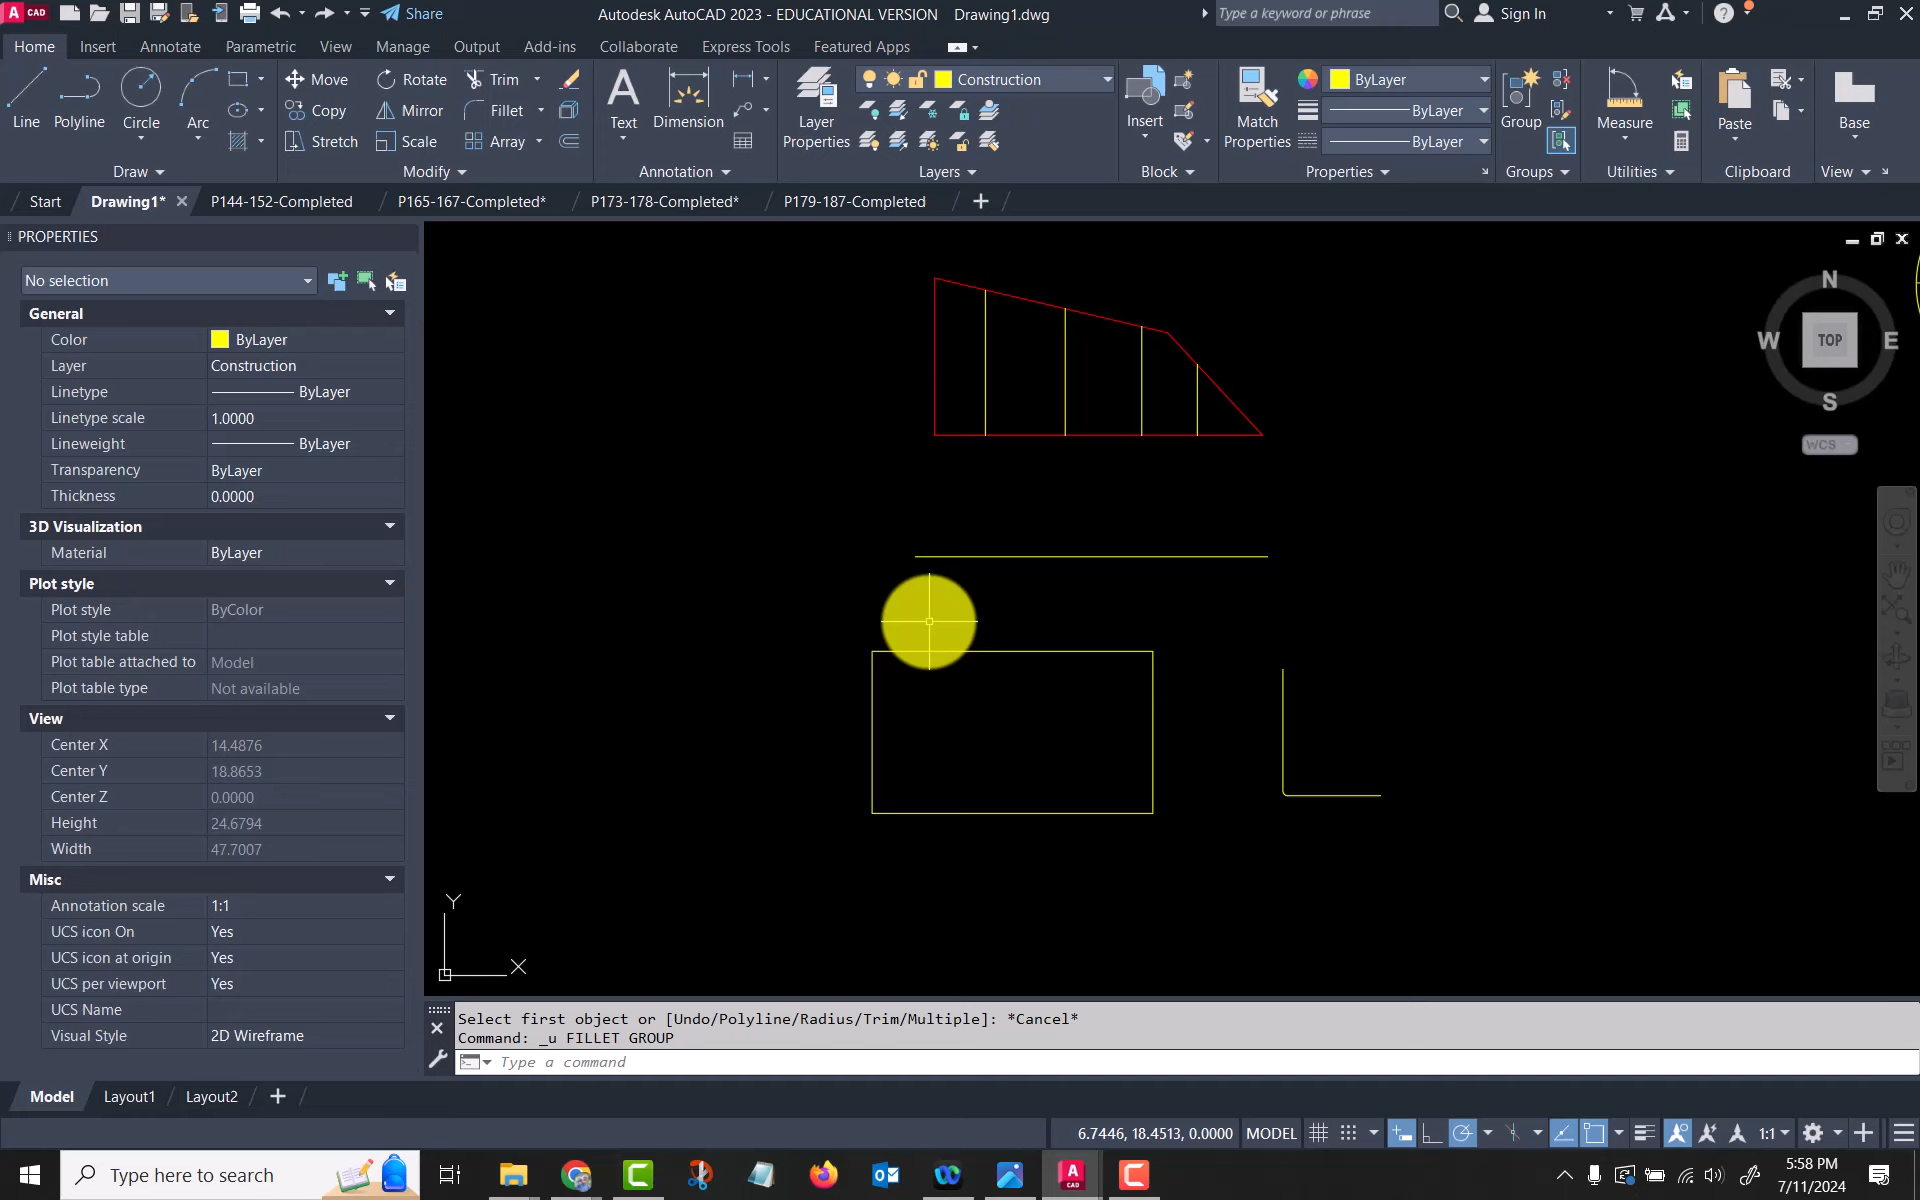 A CAD
Share
Autodesk AutoCAD 2023 - EDUCATIONAL VERSION Drawing1.dwg
Type a keyword or phrase
Sign In
Home Insert Annotate Parametric View Manage Output Add-ins Collaborate Express Tools Featured Apps
Line Polyline Circle Arc
Move Rotate Trim
Copy Mirror Fillet
Stretch Scale Array
Text Dimension
Layer Properties
Construction
Insert
Match Properties
ByLayer
ByLayer
ByLayer
Group Measure Paste Base
Draw Modify Annotation Layers Block Properties Groups Utilities Clipboard View
Start Drawing1* P144-152-Completed P165-167-Completed* P173-178-Completed* P179-187-Completed
PROPERTIES
No selection
General
Color ByLayer
Layer Construction
Linetype ByLayer
Linetype scale 1.0000
Lineweight ByLayer
Transparency ByLayer
Thickness 0.0000
3D Visualization
Material ByLayer
Plot style
Plot style ByColor
Plot style table
Plot table attached to Model
Plot table type Not available
View
Center X 14.4876
Center Y 18.8653
Center Z 0.0000
Height 24.6794
Width 47.7007
Misc
Annotation scale 1:1
UCS icon On Yes
UCS icon at origin Yes
UCS per viewport Yes
UCS Name
Visual Style 2D Wireframe
N
W TOP E
S
WCS
Y
X
Select first object or [Undo/Polyline/Radius/Trim/Multiple]: *Cancel*
Command: _u FILLET GROUP
Type a command
Model Layout1 Layout2
6.7446, 18.4513, 0.0000 MODEL 1:1
Type here to search
5:58 PM
7/11/2024